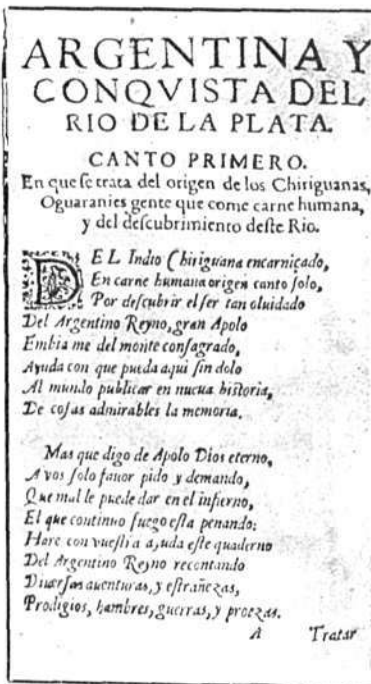 ARGENTINA Y
CONQVISTA DEL
RIO DE LA PLATA.
CANTO PRIMERO.
En que se trata del origen de los Chiriguanas,
Oguaranies gente que come carne humana,
y del descubrimiento deste Rio.
DEL Indio Chiriguana encarniçado,
En carne humana origen canto solo,
Por descubrir el ser tan oluidado
Del Argentino Reyno, gran Apolo
Embia me del monte consagrado,
Ayuda con que pueda aqui sin dolo
Al mundo publicar en nueua historia,
De cosas admirables la memoria.
Mas que digo de Apolo Dios eterno,
A vos solo fauor pido y demando,
Que mal le puede dar en el infierno,
El que continuo fuego esta penando:
Hare con vuestra ayuda este quaderno
Del Argentino Reyno recontando
Diuersas auenturas, y estrañezas,
Prodigios, hambres, guerras, y proezas.
A Tratar